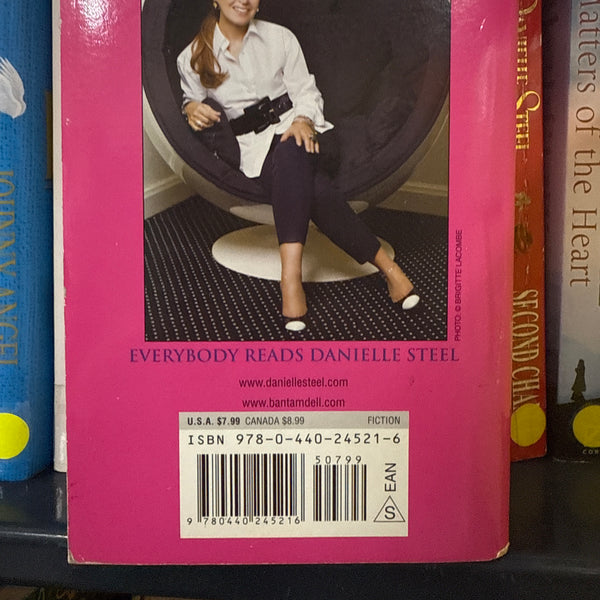 JOHNNY ANGEL
PHOTO: © BRIGITTE LACOMBE
EVERYBODY READS DANIELLE STEEL
www.daniellesteel.com
www.bantamdell.com
U.S.A. $7.99 CANADA $8.99 FICTION
ISBN 978-0-440-24521-6
50799
9 780440 245216
S EAN
STEEL
SECOND CHA
Matters of the Heart